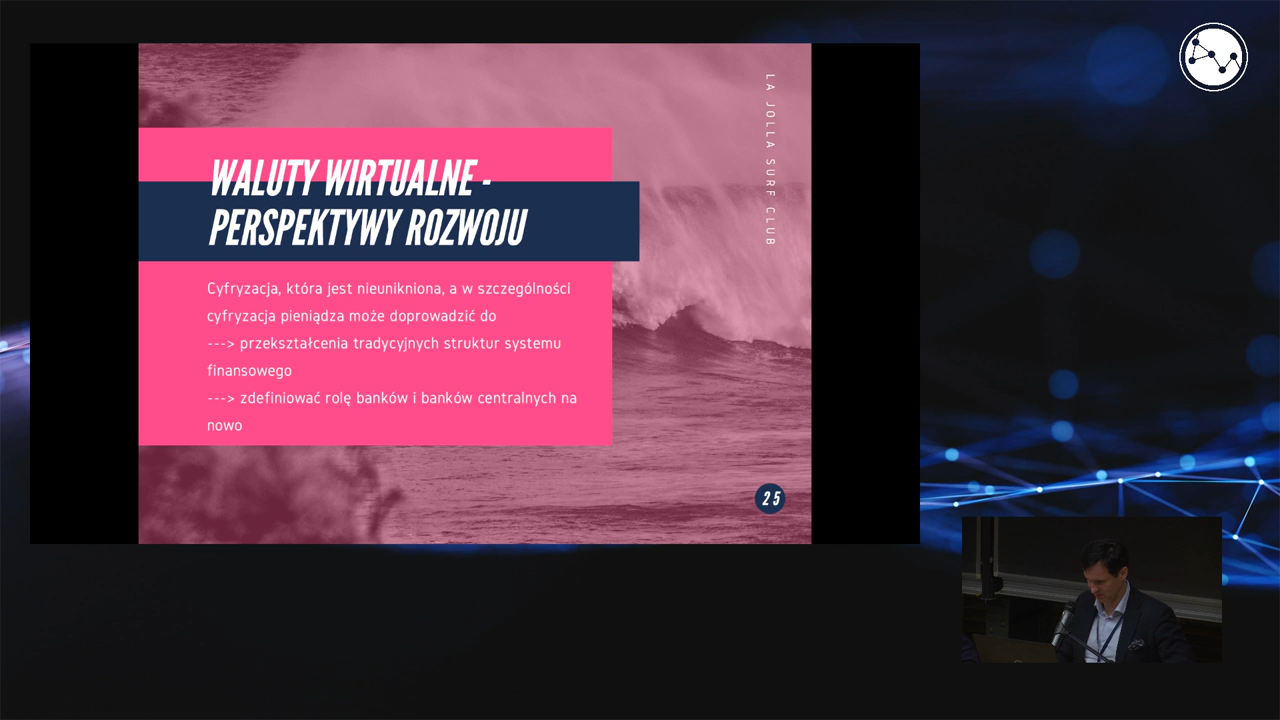 WALUTY WIRTUALNE -
PERSPEKTYWY ROZWOJU
Cyfryzacja, która jest nieunikniona, a w szczególności
cyfryzacja pieniądza może doprowadzić do
---> przekształcenia tradycyjnych struktur systemu
finansowego
---> zdefiniować rolę banków i banków centralnych na
nowo
LA JOLLA SURF CLUB
25